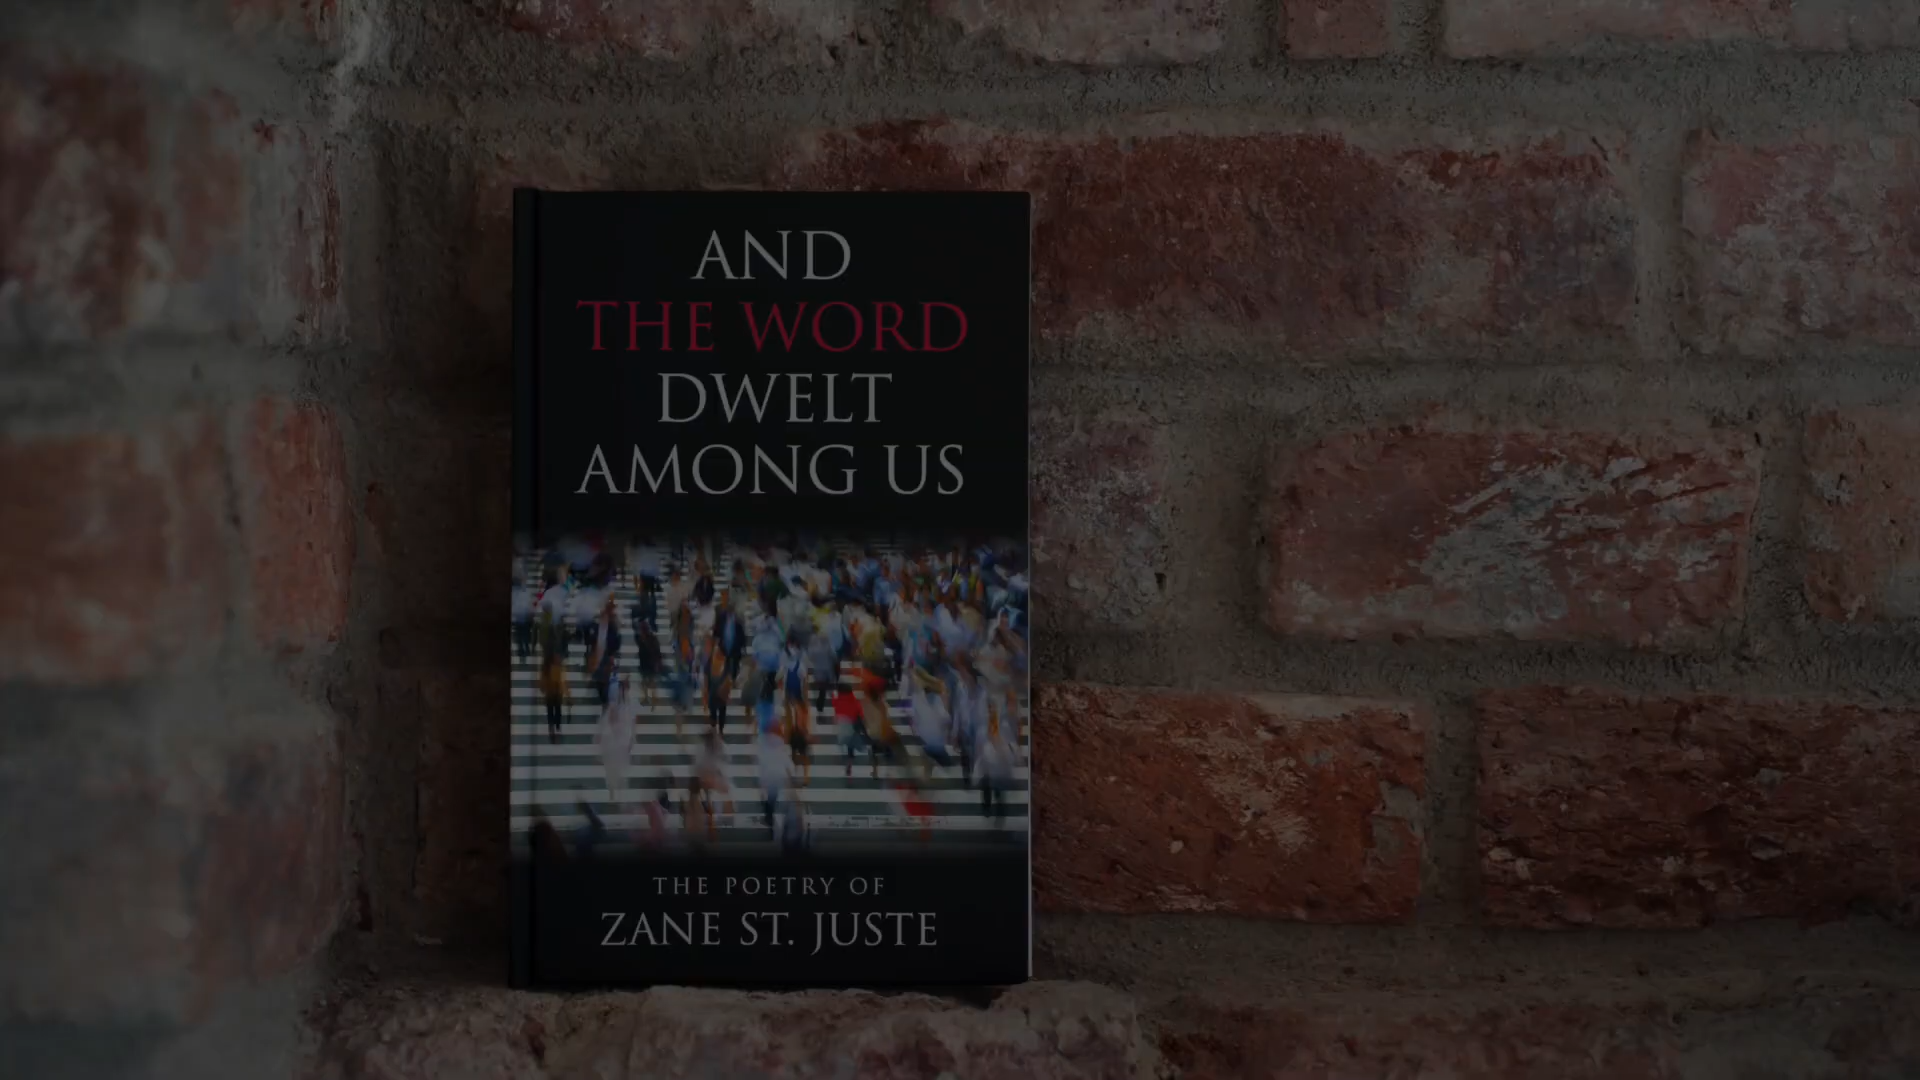 AND
THE WORD
DWELT
AMONG US
THE POETRY OF
ZANE ST. JUSTE